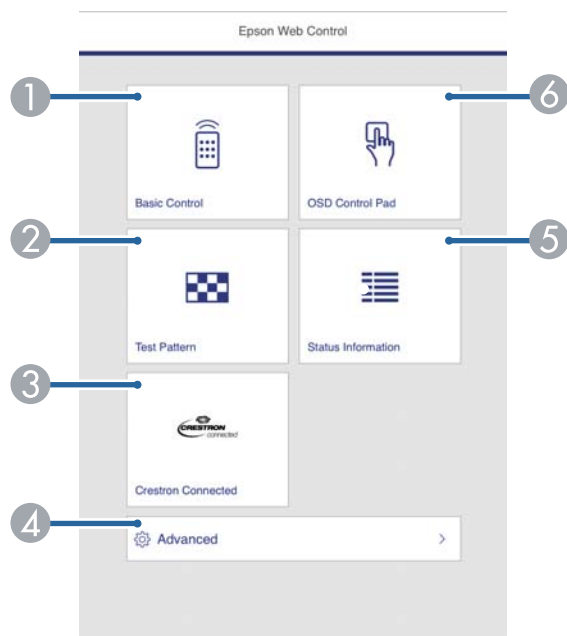 Epson Web Control
1
6
Basic Control
OSD Control Pad
2
5
Test Pattern
Status Information
3
CRESTRON
connected
Crestron Connected
4
Advanced